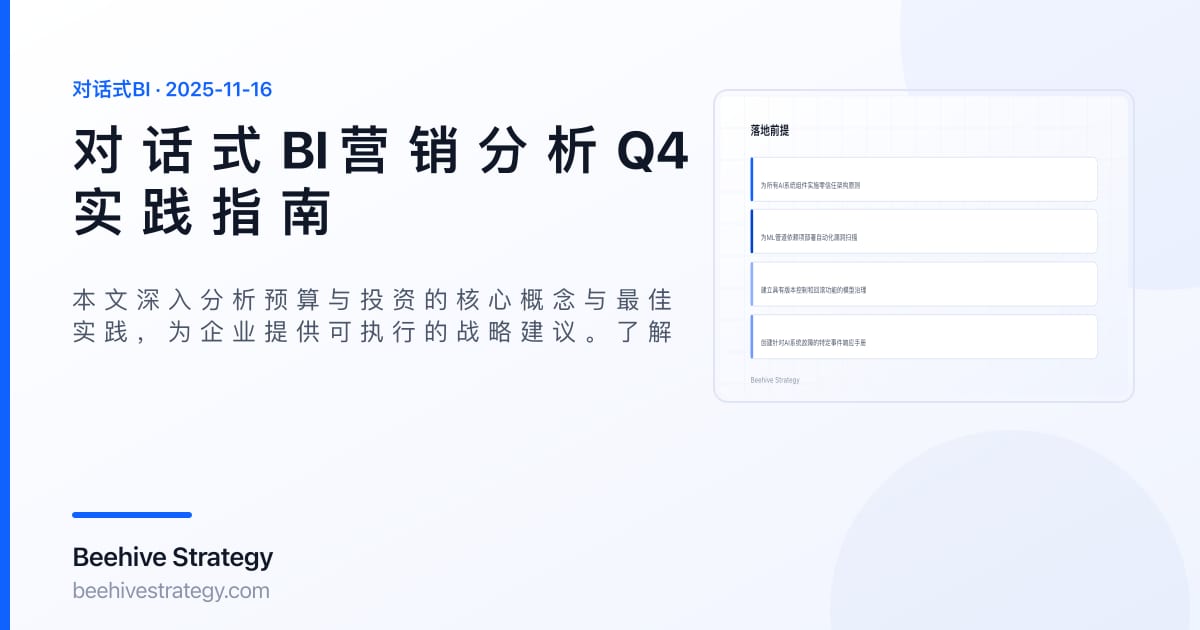 对话式BI · 2025-11-16
对话式BI营销分析Q4
实践指南
本文深入分析预算与投资的核心概念与最佳
实践，为企业提供可执行的战略建议。了解
落地前提
为所有AI系统组件实施零信任架构原则
为ML管道依赖项部署自动化漏洞扫描
建立具有版本控制和回滚功能的模型治理
创建针对AI系统故障的特定事件响应手册
Beehive Strategy
Beehive Strategy
beehivestrategy.com